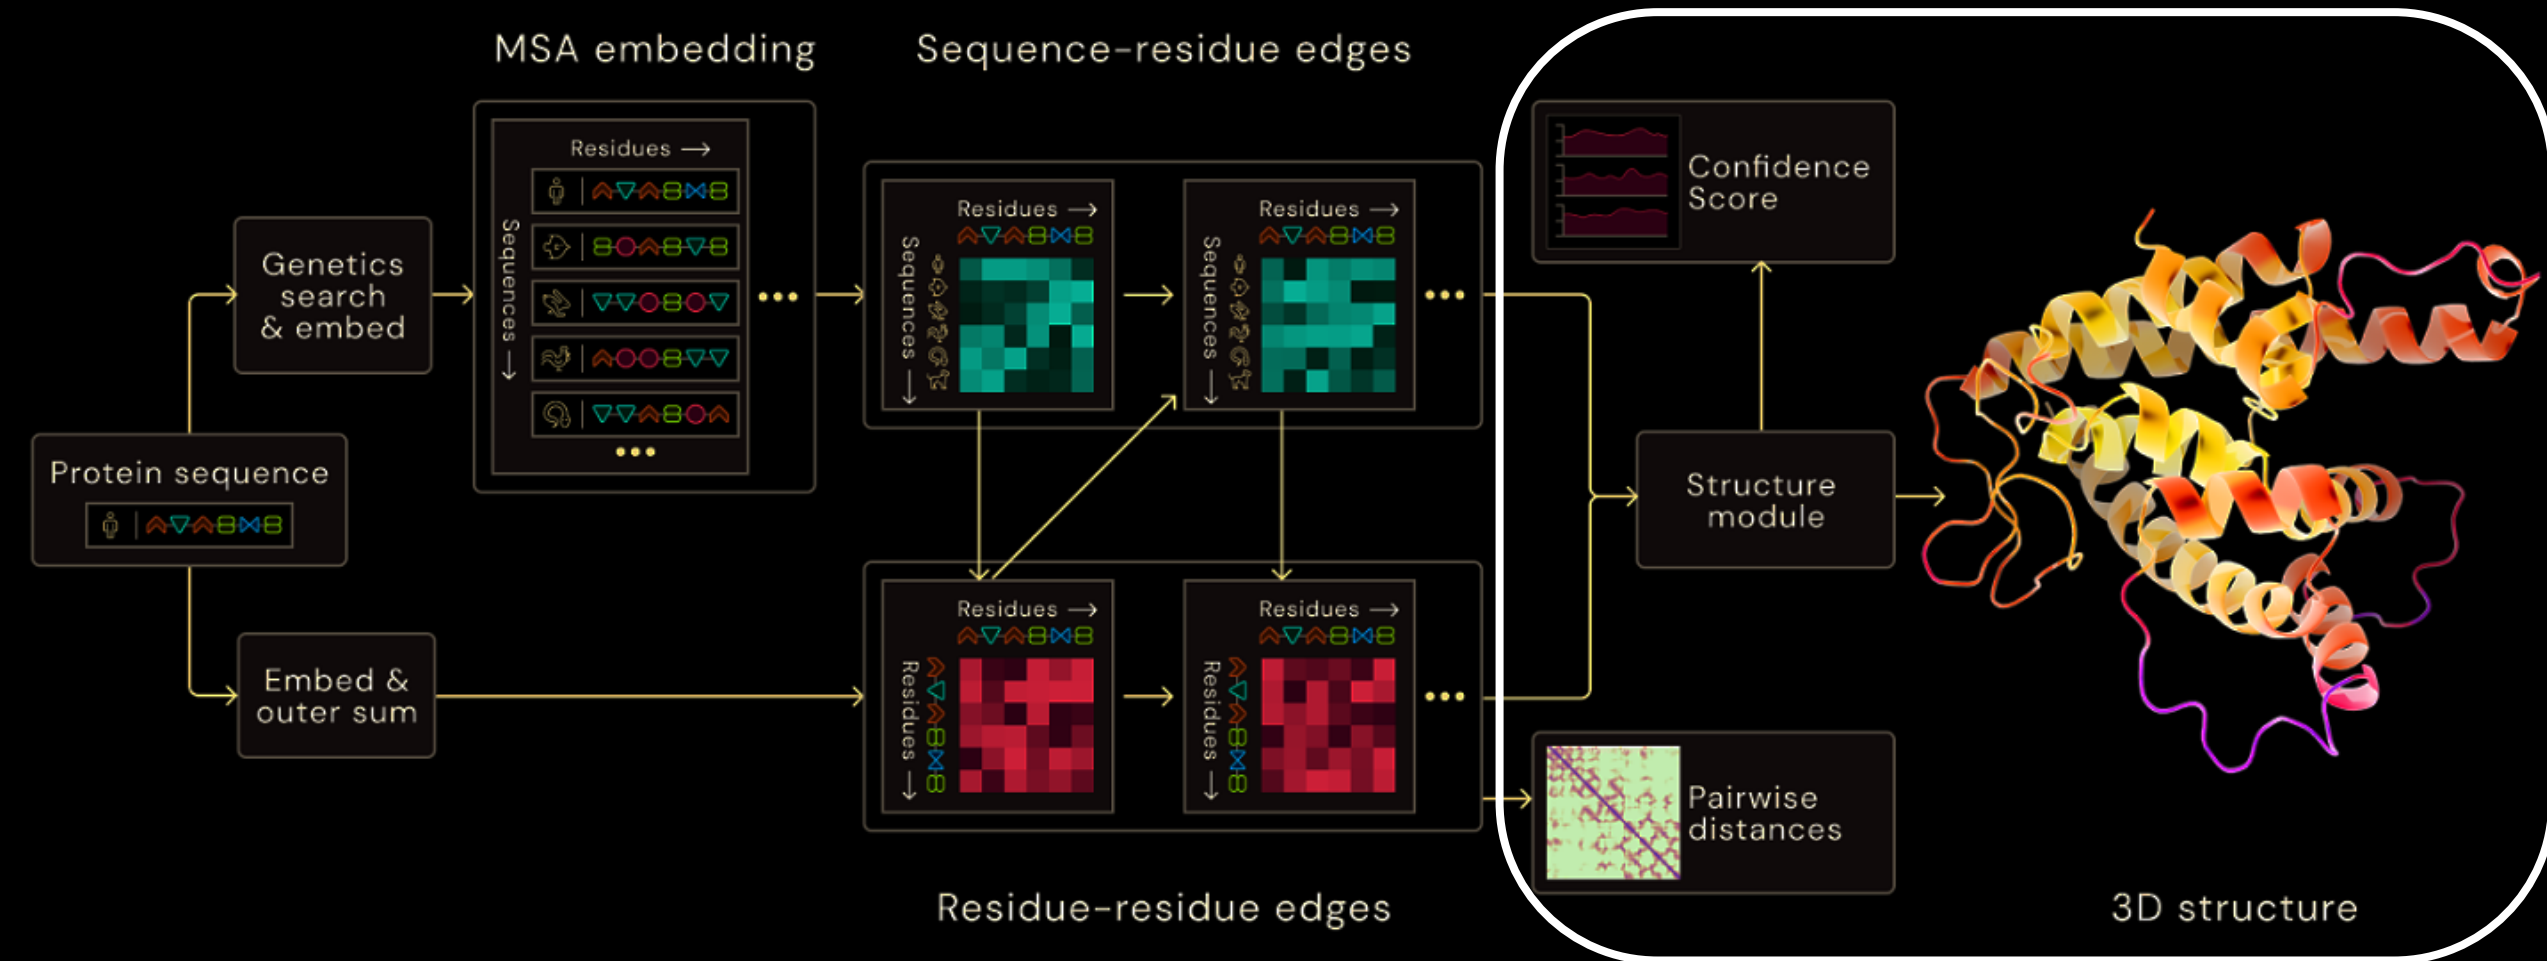 MSA embedding
Sequence-residue edges
Residues
Sequences
Genetics
search
& embed
Protein sequence
Embed &
outer sum
Residues
Sequences
Residues
Sequences
Residues
Residues
Residues
Residues
Residue-residue edges
Confidence
Score
Structure
module
Pairwise
distances
3D structure